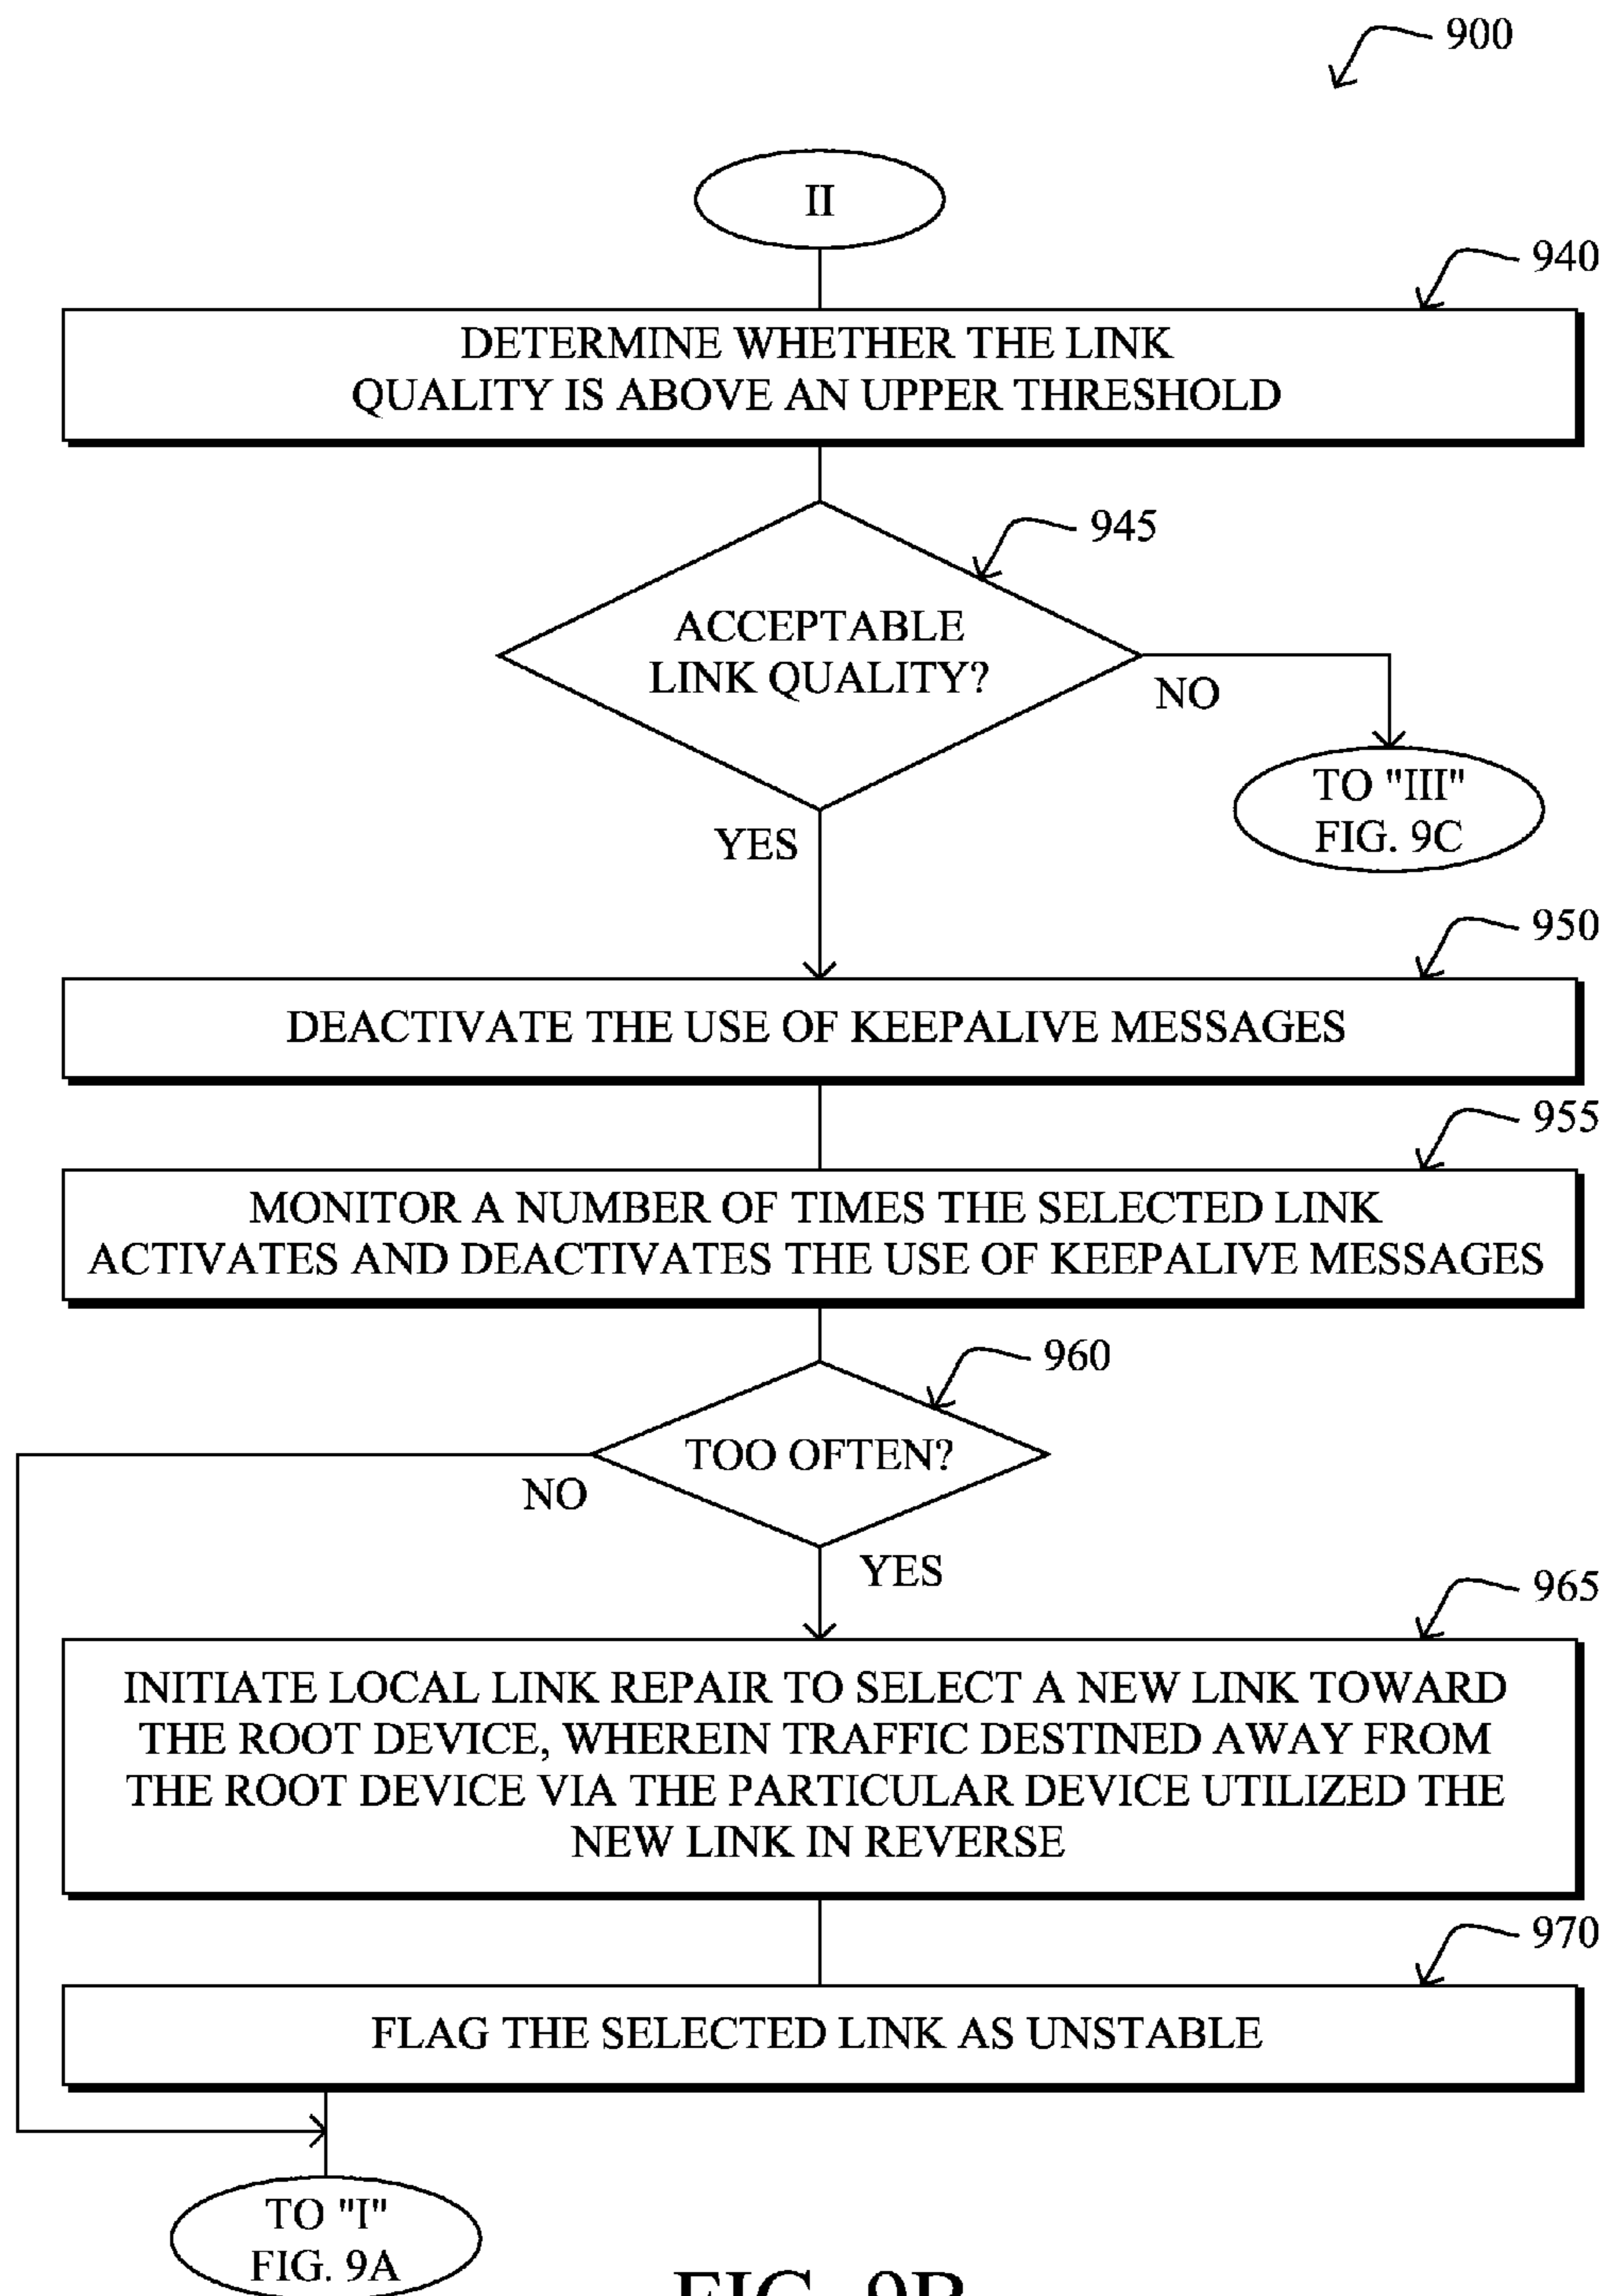 900
II
940
DETERMINE WHETHER THE LINK
QUALITY IS ABOVE AN UPPER THRESHOLD
945
ACCEPTABLE
LINK QUALITY?
NO
TO "III"
FIG. 9C
YES
950
DEACTIVATE THE USE OF KEEPALIVE MESSAGES
955
MONITOR A NUMBER OF TIMES THE SELECTED LINK
ACTIVATES AND DEACTIVATES THE USE OF KEEPALIVE MESSAGES
960
TOO OFTEN?
NO
YES
965
INITIATE LOCAL LINK REPAIR TO SELECT A NEW LINK TOWARD
THE ROOT DEVICE, WHEREIN TRAFFIC DESTINED AWAY FROM
THE ROOT DEVICE VIA THE PARTICULAR DEVICE UTILIZED THE
NEW LINK IN REVERSE
970
FLAG THE SELECTED LINK AS UNSTABLE
TO "I"
FIG. 9A
FIG. 9B